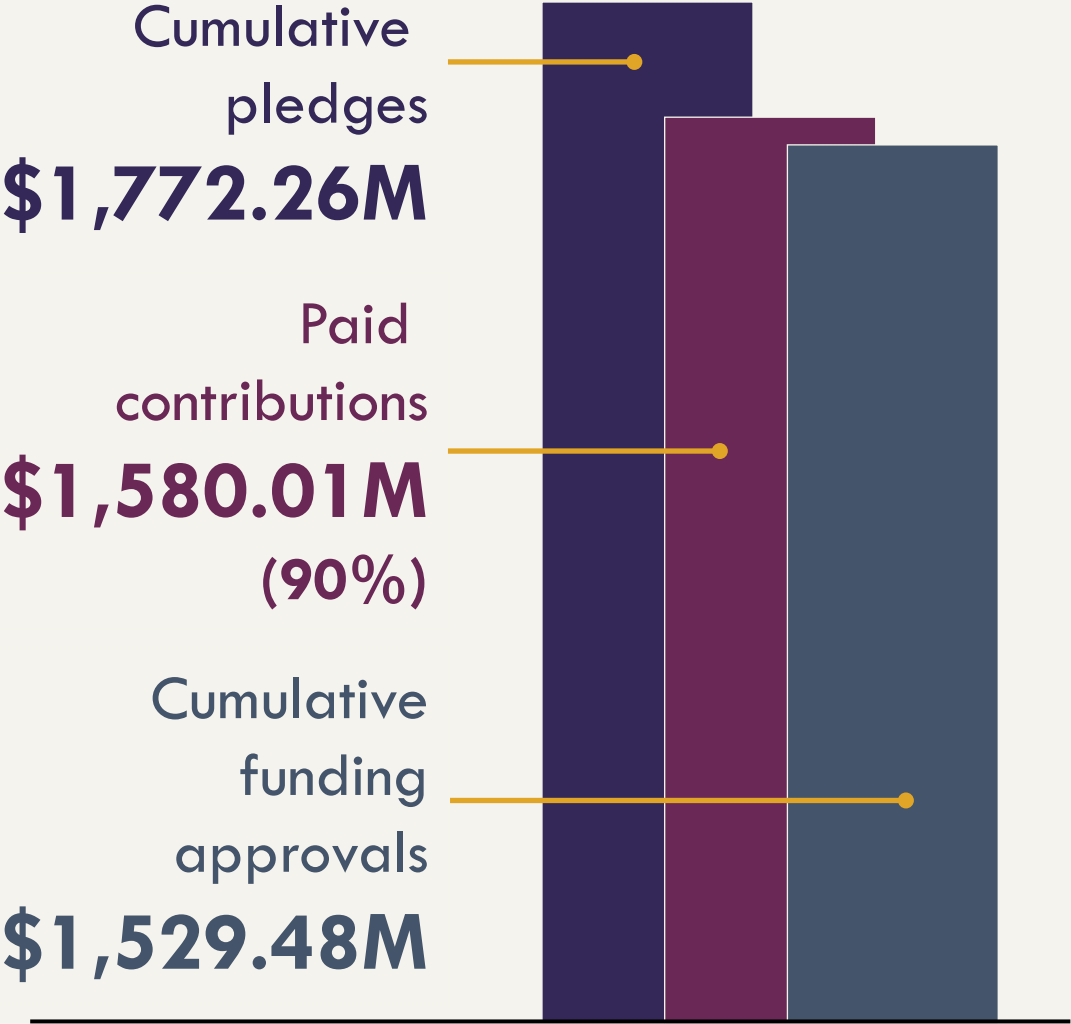 Cumulative
pledges
$1,772.26M
Paid
contributions
$1,580.01M
(90%)
Cumulative
funding
approvals
$1,529.48M